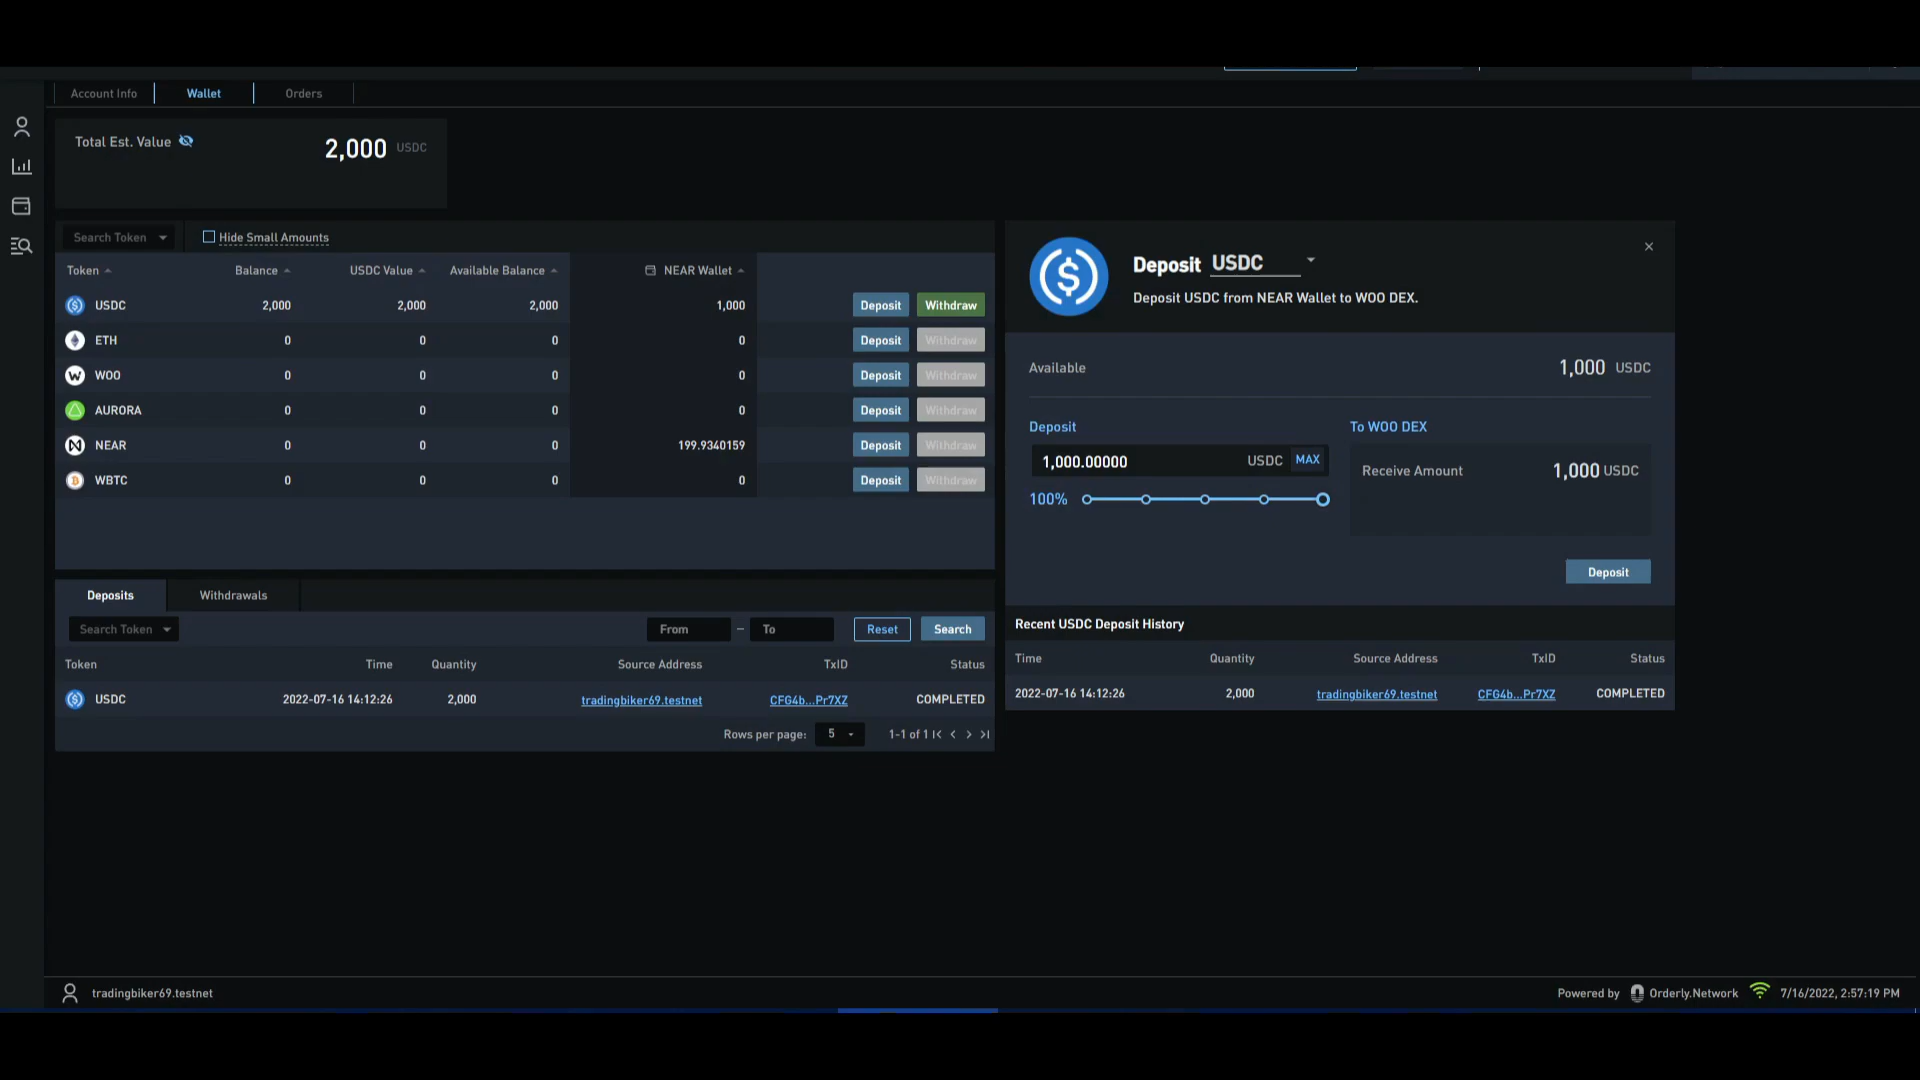 Account Info Wallet Orders
Total Est. Value 2,000 USDC
Search Token Hide Small Amounts
Token Balance USDC Value Available Balance NEAR Wallet
USDC 2,000 2,000 2,000 1,000 Deposit Withdraw
ETH 0 0 0 0 Deposit Withdraw
WOO 0 0 0 0 Deposit Withdraw
AURORA 0 0 0 0 Deposit Withdraw
NEAR 0 0 0 199.9340159 Deposit Withdraw
WBTC 0 0 0 0 Deposit Withdraw
Deposits Withdrawals
Search Token From – To Reset Search
Token Time Quantity Source Address TxID Status
USDC 2022-07-16 14:12:26 2,000 tradingbiker69.testnet CFG4b...Pr7XZ COMPLETED
Rows per page: 5 1-1 of 1
Deposit USDC
Deposit USDC from NEAR Wallet to WOO DEX.
Available 1,000 USDC
Deposit To WOO DEX
1,000.00000 USDC MAX
Receive Amount 1,000 USDC
100%
Deposit
Recent USDC Deposit History
Time Quantity Source Address TxID Status
2022-07-16 14:12:26 2,000 tradingbiker69.testnet CFG4b...Pr7XZ COMPLETED
tradingbiker69.testnet
Powered by Orderly.Network 7/16/2022, 2:57:19 PM